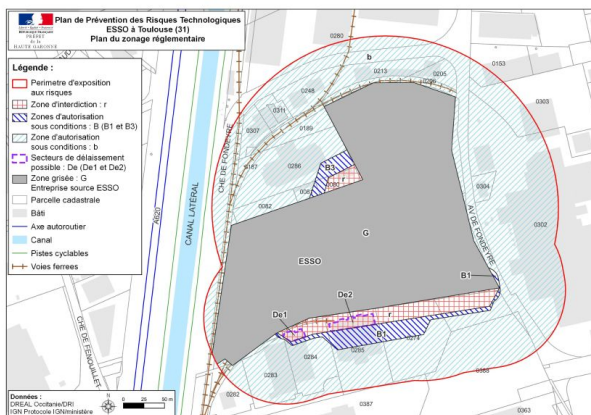 Plan de Prévention des Risques Technologiques
ESSO à Toulouse (31)
Plan du zonage réglementaire
RÉPUBLIQUE FRANÇAISE
PRÉFET
de la
HAUTE GARONNE
Légende :
Perimetre d'exposition
aux risques
Zone d'interdiction : r
Zones d'autorisation
sous conditions : B (B1 et B3)
Zone d'autorisation
sous conditions : b
Secteurs de délaissement
possible : De (De1 et De2)
Zone grisée : G
Entreprise source ESSO
Parcelle cadastrale
Bâti
Axe autoroutier
Canal
Pistes cyclables
Voies ferrees
Données :
DREAL Occitanie/DRI
IGN Protocole IGN/ministère
0 25 50 m
A620
CANAL LATÉRAL
CHE DE FONDEYRE
CHE DE FENOUILLET
AV DE FONDEYRE
0280
b
0213
0205
0153
0248
0311
0303
0307
0189
0187
0286
B3
r
0304
0082
0302
G
ESSO
B1
De2
De1
r
B1
0284
0285
0274
0283
0282
0387
0363